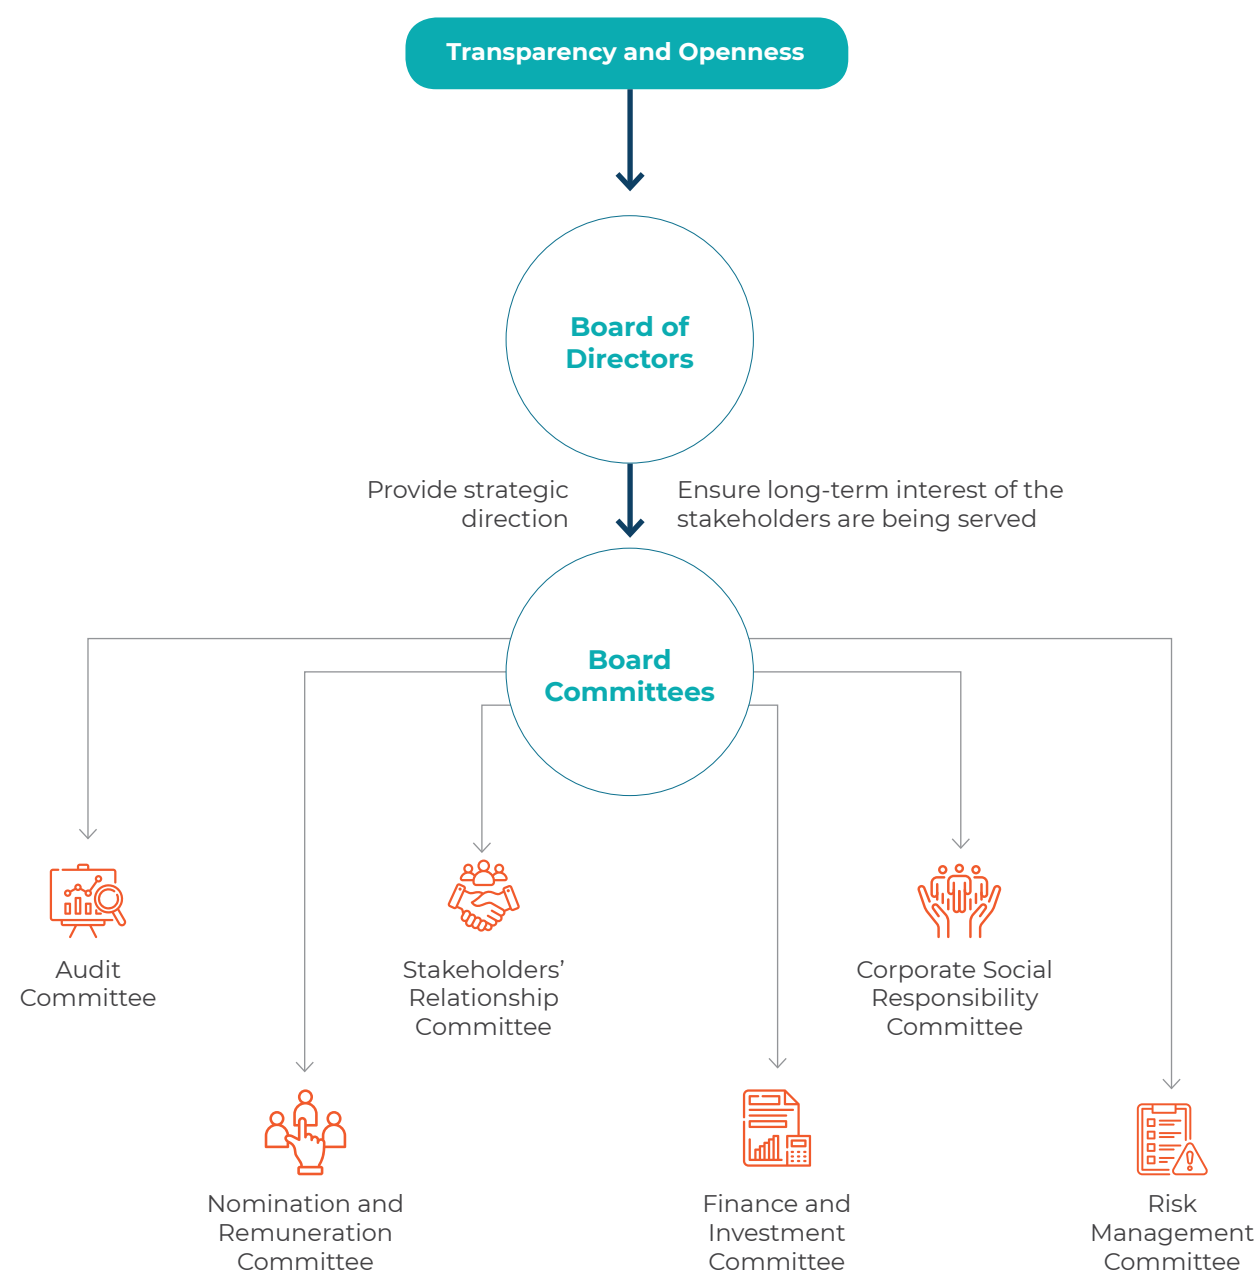 Transparency and Openness
Board of
Directors
Provide strategic
direction
Ensure long-term interest of the
stakeholders are being served
Board
Committees
Audit
Committee
Stakeholders’
Relationship
Committee
Corporate Social
Responsibility
Committee
Nomination and
Remuneration
Committee
Finance and
Investment
Committee
Risk
Management
Committee